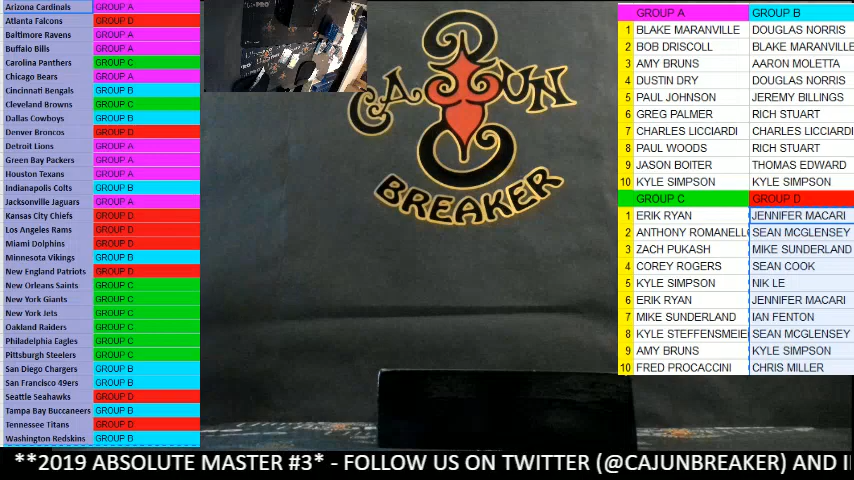 Arizona Cardinals GROUP A
Atlanta Falcons GROUP D
Baltimore Ravens GROUP A
Buffalo Bills GROUP A
Carolina Panthers GROUP C
Chicago Bears GROUP A
Cincinnati Bengals GROUP B
Cleveland Browns GROUP C
Dallas Cowboys GROUP B
Denver Broncos GROUP D
Detroit Lions GROUP A
Green Bay Packers GROUP A
Houston Texans GROUP A
Indianapolis Colts GROUP B
Jacksonville Jaguars GROUP A
Kansas City Chiefs GROUP D
Los Angeles Rams GROUP D
Miami Dolphins GROUP D
Minnesota Vikings GROUP B
New England Patriots GROUP D
New Orleans Saints GROUP C
New York Giants GROUP C
New York Jets GROUP C
Oakland Raiders GROUP C
Philadelphia Eagles GROUP C
Pittsburgh Steelers GROUP C
San Diego Chargers GROUP B
San Francisco 49ers GROUP B
Seattle Seahawks GROUP D
Tampa Bay Buccaneers GROUP B
Tennessee Titans GROUP D
Washington Redskins GROUP B
CAJUN
BREAKER
GROUP A GROUP B
1 BLAKE MARANVILLE DOUGLAS NORRIS
2 BOB DRISCOLL BLAKE MARANVILLE
3 AMY BRUNS AARON MOLETTA
4 DUSTIN DRY DOUGLAS NORRIS
5 PAUL JOHNSON JEREMY BILLINGS
6 GREG PALMER RICH STUART
7 CHARLES LICCIARDI CHARLES LICCIARDI
8 PAUL WOODS RICH STUART
9 JASON BOITER THOMAS EDWARD
10 KYLE SIMPSON KYLE SIMPSON
GROUP C GROUP D
1 ERIK RYAN JENNIFER MACARI
2 ANTHONY ROMANELLO SEAN MCGLENSEY
3 ZACH PUKASH MIKE SUNDERLAND
4 COREY ROGERS SEAN COOK
5 KYLE SIMPSON NIK LE
6 ERIK RYAN JENNIFER MACARI
7 MIKE SUNDERLAND IAN FENTON
8 KYLE STEFFENSMEIE SEAN MCGLENSEY
9 AMY BRUNS KYLE SIMPSON
10 FRED PROCACCINI CHRIS MILLER
**2019 ABSOLUTE MASTER #3* - FOLLOW US ON TWITTER (@CAJUNBREAKER) AND I